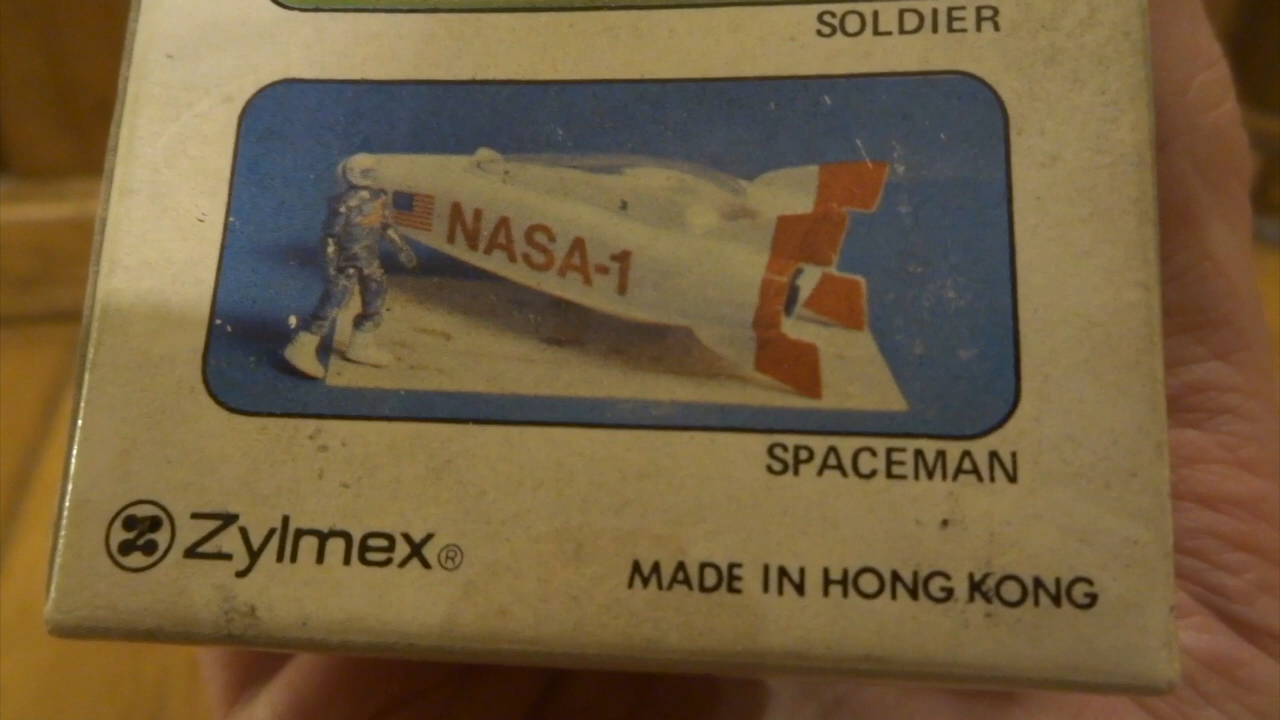 SOLDIER
NASA-1
SPACEMAN
Z Zylmex®
MADE IN HONG KONG